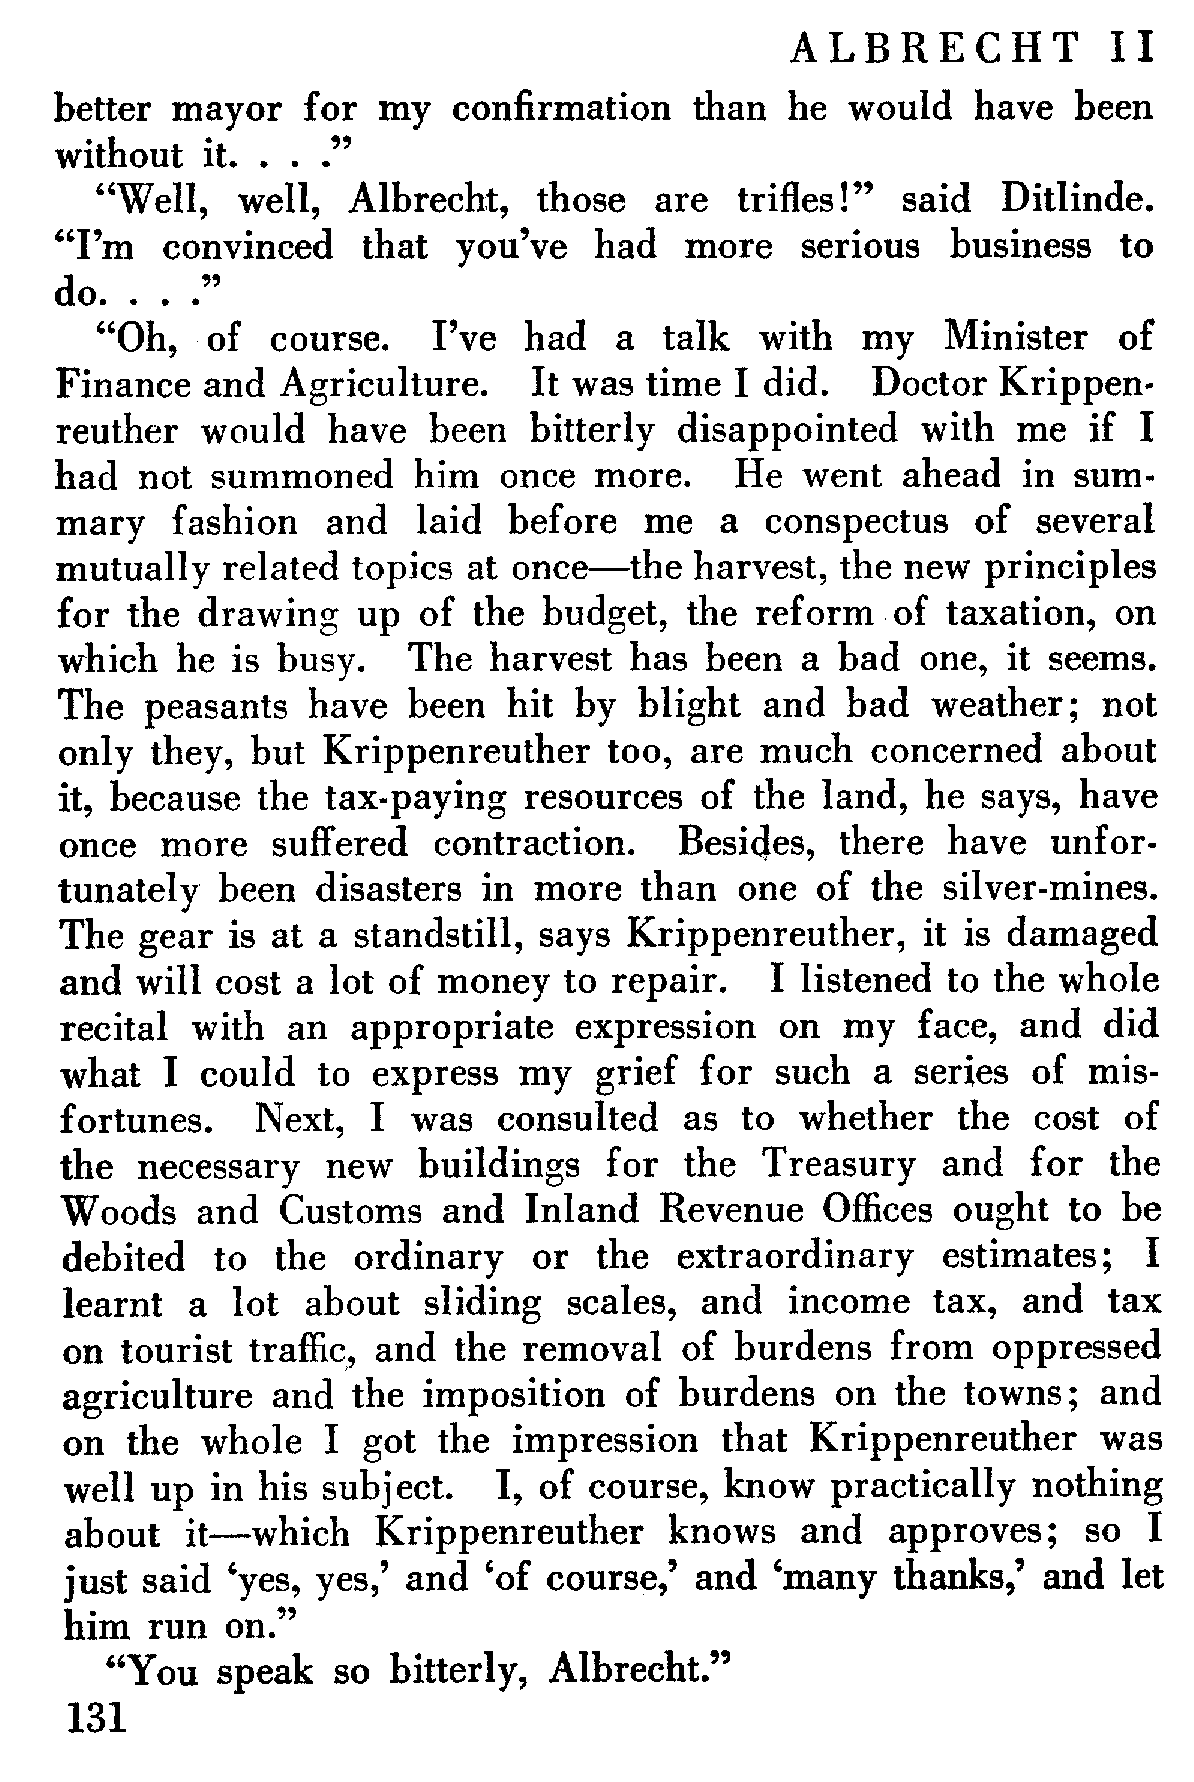 ALBRECHT II
better mayor for my confirmation than he would have been
without it. . . .”
“Well, well, Albrecht, those are trifles!” said Ditlinde.
“I’m convinced that you’ve had more serious business to
do. . . .”
“Oh, of course. I’ve had a talk with my Minister of
Finance and Agriculture. It was time I did. Doctor Krippen-
reuther would have been bitterly disappointed with me if I
had not summoned him once more. He went ahead in sum-
mary fashion and laid before me a conspectus of several
mutually related topics at once—the harvest, the new principles
for the drawing up of the budget, the reform of taxation, on
which he is busy. The harvest has been a bad one, it seems.
The peasants have been hit by blight and bad weather; not
only they, but Krippenreuther too, are much concerned about
it, because the tax-paying resources of the land, he says, have
once more suffered contraction. Besides, there have unfor-
tunately been disasters in more than one of the silver-mines.
The gear is at a standstill, says Krippenreuther, it is damaged
and will cost a lot of money to repair. I listened to the whole
recital with an appropriate expression on my face, and did
what I could to express my grief for such a series of mis-
fortunes. Next, I was consulted as to whether the cost of
the necessary new buildings for the Treasury and for the
Woods and Customs and Inland Revenue Offices ought to be
debited to the ordinary or the extraordinary estimates; I
learnt a lot about sliding scales, and income tax, and tax
on tourist traffic, and the removal of burdens from oppressed
agriculture and the imposition of burdens on the towns; and
on the whole I got the impression that Krippenreuther was
well up in his subject. I, of course, know practically nothing
about it—which Krippenreuther knows and approves; so I
just said ‘yes, yes,’ and ‘of course,’ and ‘many thanks,’ and let
him run on.”
“You speak so bitterly, Albrecht.”
131